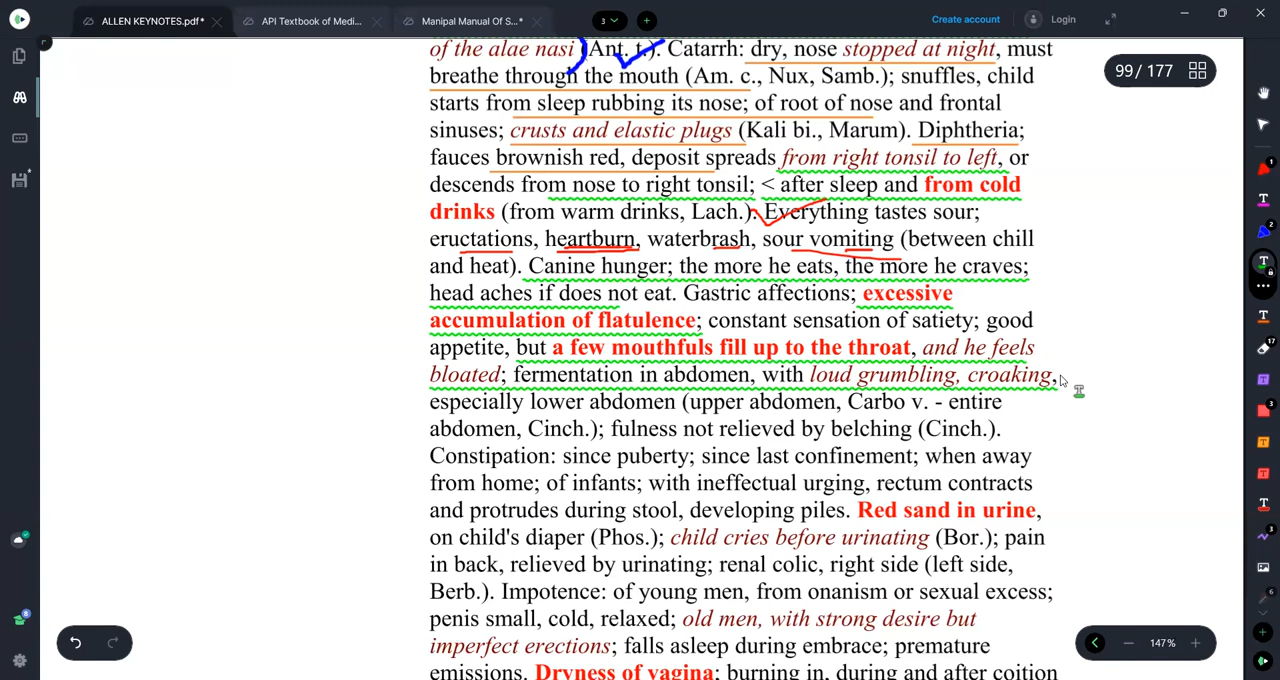 ALLEN KEYNOTES.pdf*
API Textbook of Medi...
Manipal Manual Of S...*
3
Create account
Login
99 / 177
of the alae nasi (Ant. t.). Catarrh: dry, nose stopped at night, must
breathe through the mouth (Am. c., Nux, Samb.); snuffles, child
starts from sleep rubbing its nose; of root of nose and frontal
sinuses; crusts and elastic plugs (Kali bi., Marum). Diphtheria;
fauces brownish red, deposit spreads from right tonsil to left, or
descends from nose to right tonsil; < after sleep and from cold
drinks (from warm drinks, Lach.). Everything tastes sour;
eructations, heartburn, waterbrash, sour vomiting (between chill
and heat). Canine hunger; the more he eats, the more he craves;
head aches if does not eat. Gastric affections; excessive
accumulation of flatulence; constant sensation of satiety; good
appetite, but a few mouthfuls fill up to the throat, and he feels
bloated; fermentation in abdomen, with loud grumbling, croaking,
especially lower abdomen (upper abdomen, Carbo v. - entire
abdomen, Cinch.); fulness not relieved by belching (Cinch.).
Constipation: since puberty; since last confinement; when away
from home; of infants; with ineffectual urging, rectum contracts
and protrudes during stool, developing piles. Red sand in urine,
on child's diaper (Phos.); child cries before urinating (Bor.); pain
in back, relieved by urinating; renal colic, right side (left side,
Berb.). Impotence: of young men, from onanism or sexual excess;
penis small, cold, relaxed; old men, with strong desire but
imperfect erections; falls asleep during embrace; premature
emissions. Dryness of vagina; burning in, during and after coition
147%